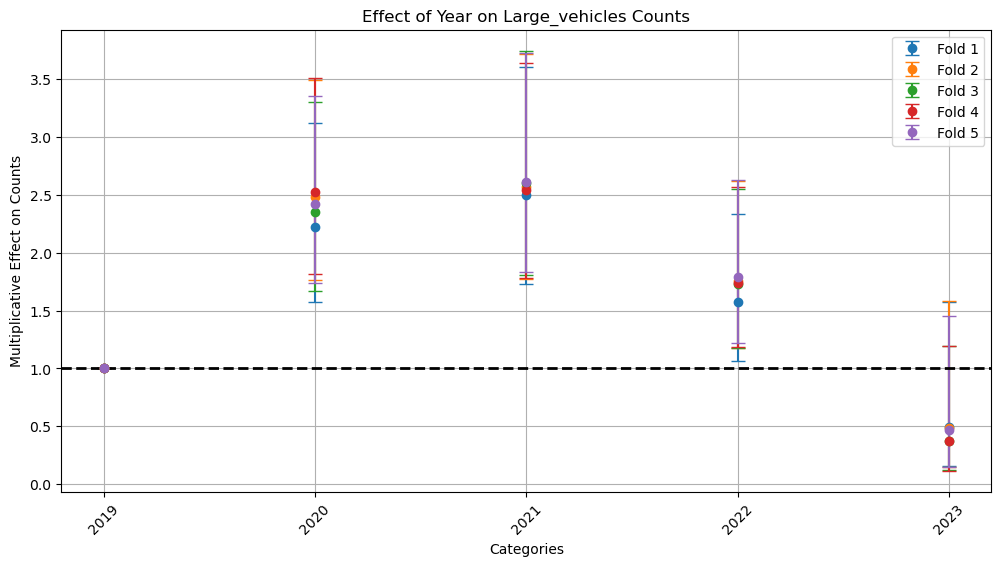 Effect of Year on Large_vehicles Counts
Multiplicative Effect on Counts
3.5
3.0
2.5
2.0
1.5
1.0
0.5
0.0
Fold 1
Fold 2
Fold 3
Fold 4
Fold 5
2019
2020
2021
2022
2023
Categories